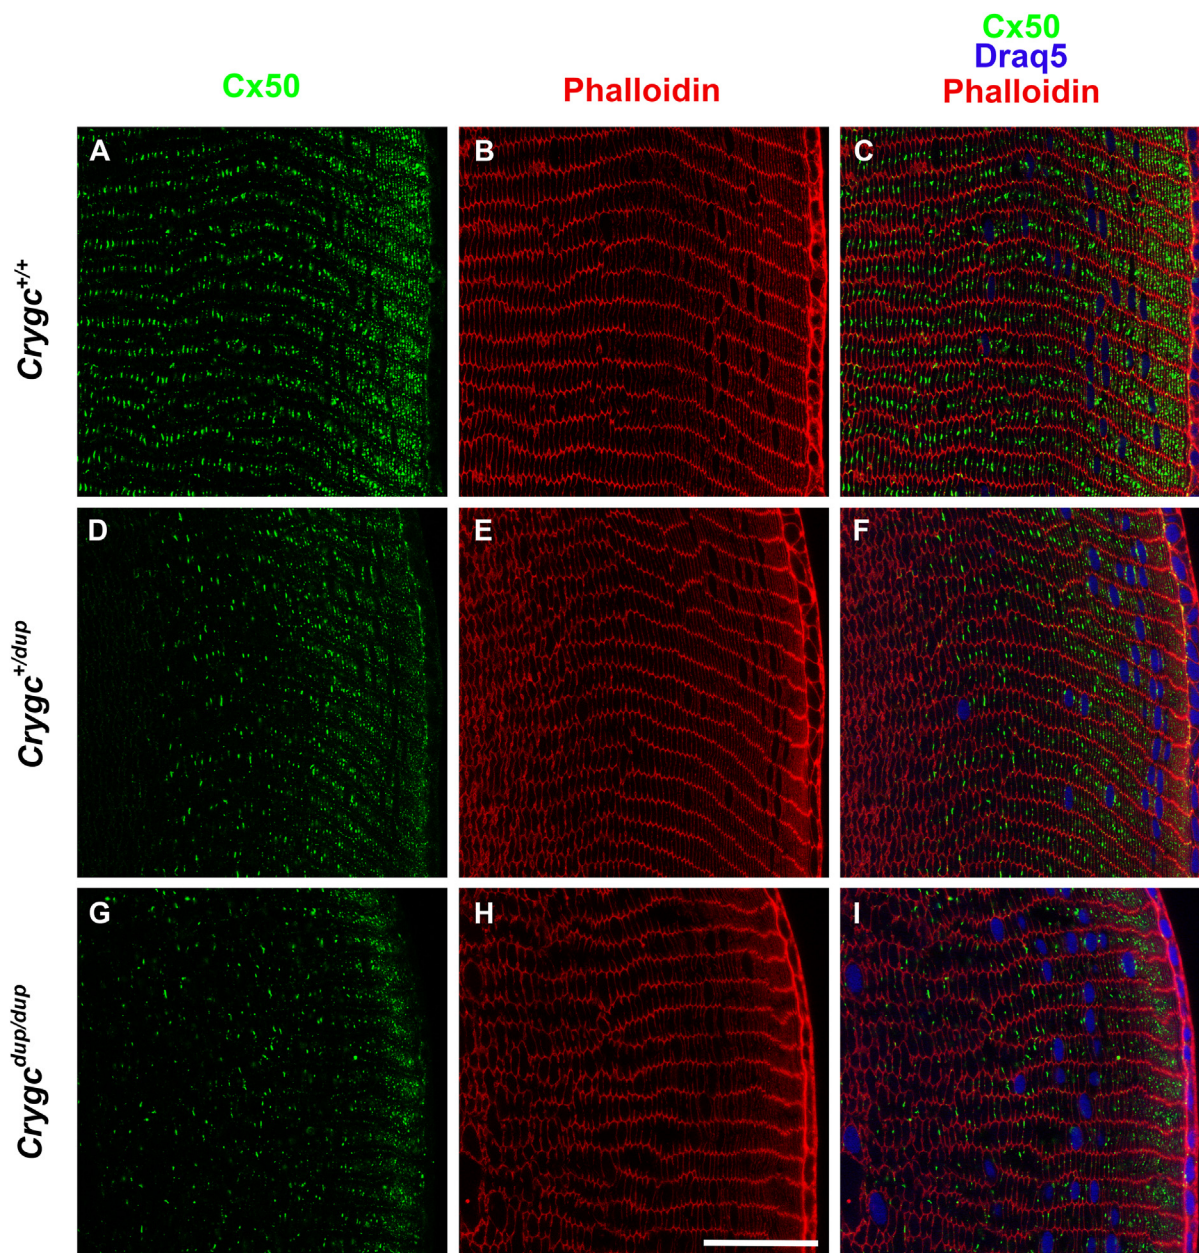 Cx50
Draq5
Cx50 Phalloidin Phalloidin
A B C
Crygc+/+
D E F
Crygc+/dup
G H I
Crygcdup/dup